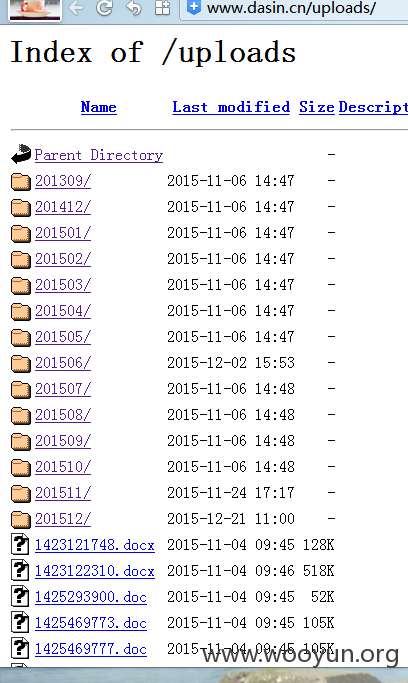 www.dasin.cn/uploads/
Index of /uploads
Name Last modified Size Descript
Parent Directory -
201309/ 2015-11-06 14:47 -
201412/ 2015-11-06 14:47 -
201501/ 2015-11-06 14:47 -
201502/ 2015-11-06 14:47 -
201503/ 2015-11-06 14:47 -
201504/ 2015-11-06 14:47 -
201505/ 2015-11-06 14:47 -
201506/ 2015-12-02 15:53 -
201507/ 2015-11-06 14:48 -
201508/ 2015-11-06 14:48 -
201509/ 2015-11-06 14:48 -
201510/ 2015-11-06 14:48 -
201511/ 2015-11-24 17:17 -
201512/ 2015-12-21 11:00 -
1423121748.docx 2015-11-04 09:45 128K
1423122310.docx 2015-11-04 09:46 518K
1425293900.doc 2015-11-04 09:45 52K
1425469773.doc 2015-11-04 09:45 105K
1425469777.doc 2015-11-04 09:45 105K
www.wooyun.org